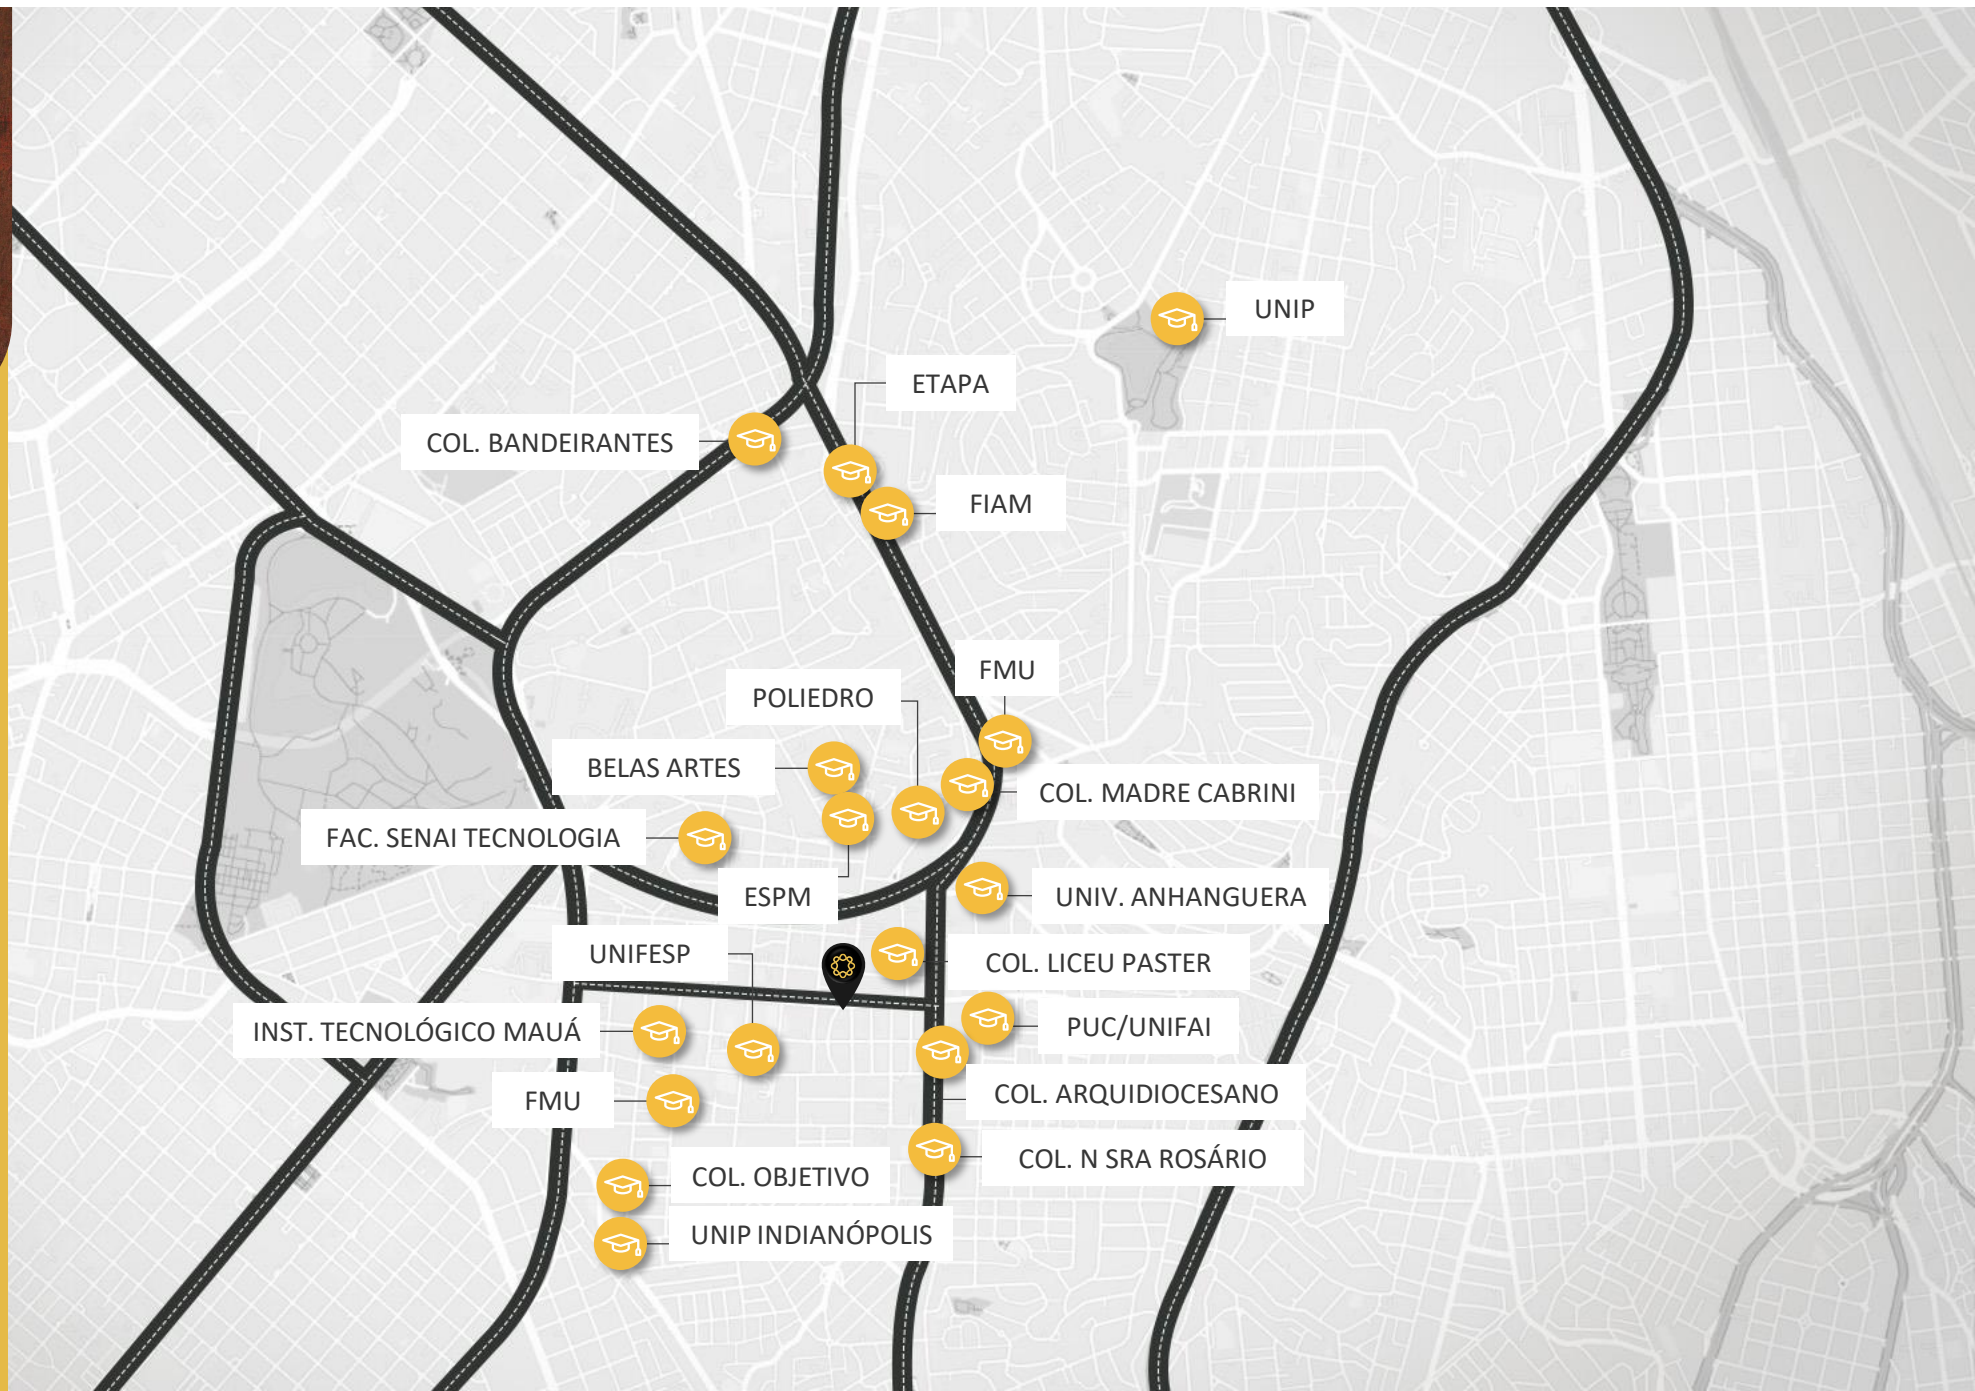 UNIP
ETAPA
COL. BANDEIRANTES
FIAM
FMU
POLIEDRO
BELAS ARTES
COL. MADRE CABRINI
FAC. SENAI TECNOLOGIA
ESPM
UNIV. ANHANGUERA
UNIFESP
COL. LICEU PASTER
INST. TECNOLÓGICO MAUÁ
PUC/UNIFAI
FMU
COL. ARQUIDIOCESANO
COL. N SRA ROSÁRIO
COL. OBJETIVO
UNIP INDIANÓPOLIS